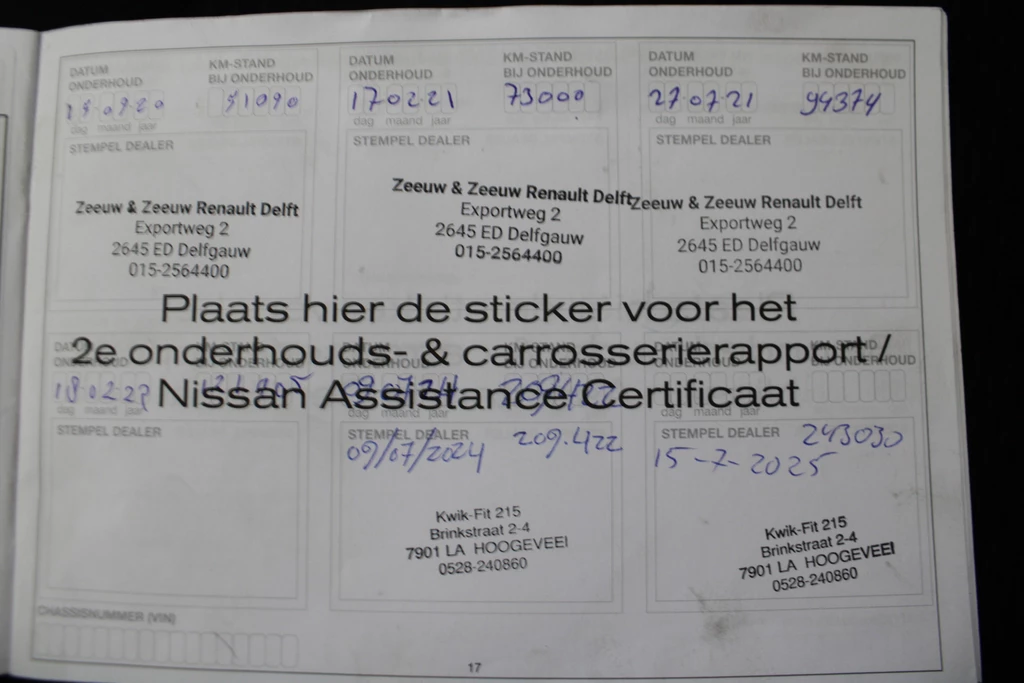 DATUM ONDERHOUD
KM-STAND BIJ ONDERHOUD
51090
dag maand jaar
STEMPEL DEALER
Zeeuw & Zeeuw Renault Delft
Exportweg 2
2645 ED Delfgauw
015-2564400
DATUM ONDERHOUD
KM-STAND BIJ ONDERHOUD
170221
73000
dag maand jaar
STEMPEL DEALER
Zeeuw & Zeeuw Renault Delft
Exportweg 2
2645 ED Delfgauw
015-2564400
DATUM ONDERHOUD
KM-STAND BIJ ONDERHOUD
270721
94374
dag maand jaar
STEMPEL DEALER
Zeeuw & Zeeuw Renault Delft
Exportweg 2
2645 ED Delfgauw
015-2564400
Plaats hier de sticker voor het
2e onderhouds- & carrosserierapport /
Nissan Assistance Certificaat
dag maand jaar
STEMPEL DEALER
dag maand jaar
STEMPEL DEALER
209.422
09/07/2024
Kwik-Fit 215
Brinkstraat 2-4
7901 LA HOOGEVEEI
0528-240860
dag maand jaar
STEMPEL DEALER
243030
15-7-2025
Kwik-Fit 215
Brinkstraat 2-4
7901 LA HOOGEVEEI
0528-240860
CHASSISNUMMER (VIN)
17